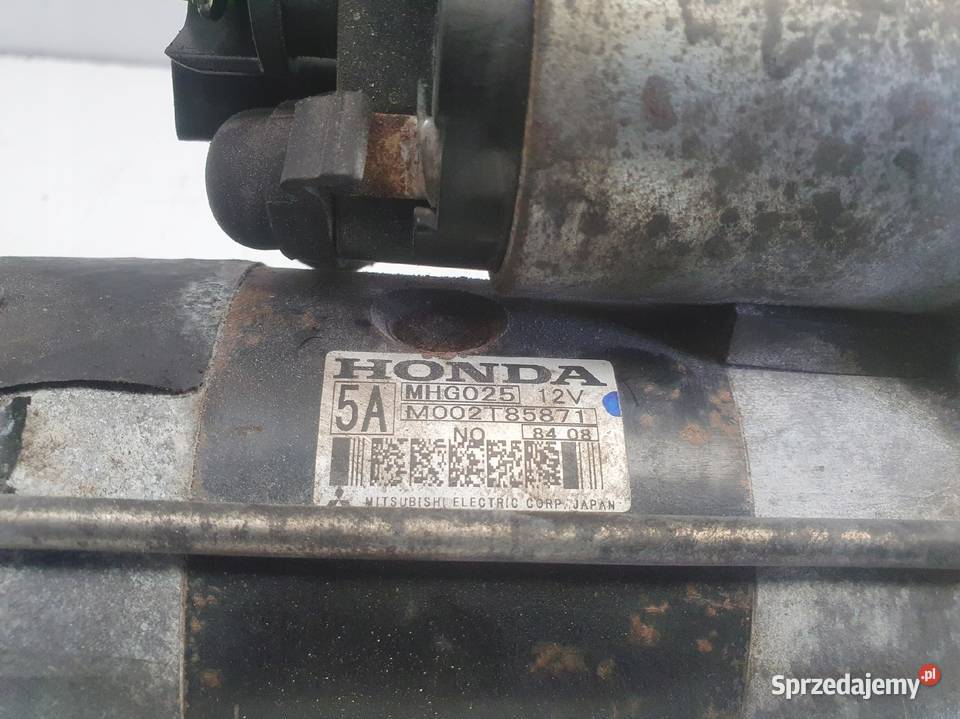 HONDA
5A
MHG025 12V
M002T85871
NO 84 08
MITSUBISHI ELECTRIC CORP. JAPAN
Sprzedajemy.pl